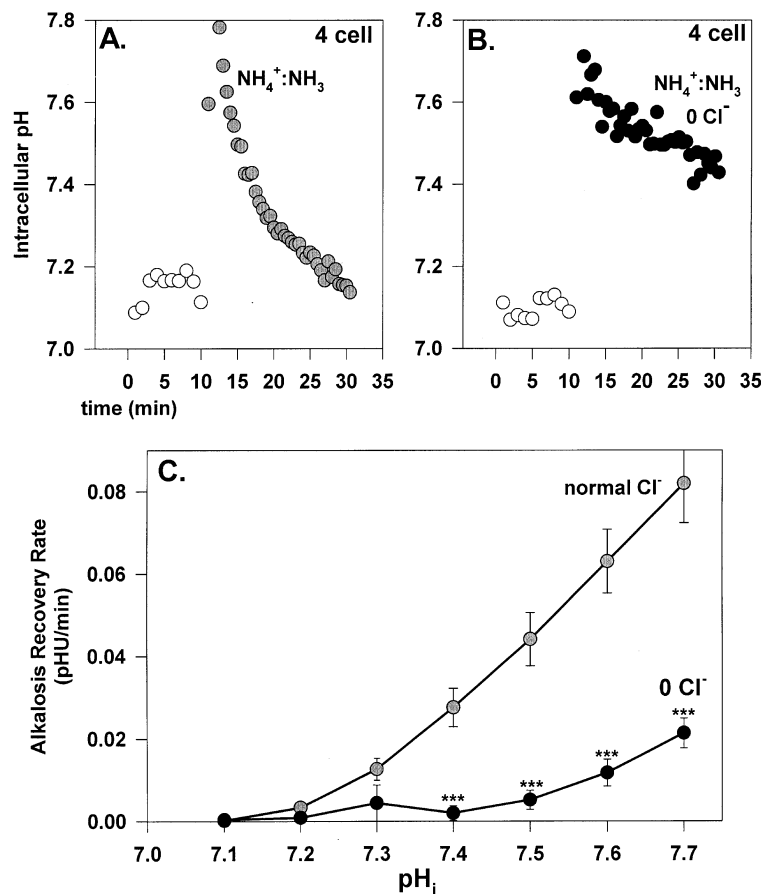 A.
4 cell
NH₄⁺:NH₃
7.8
7.6
7.4
7.2
7.0
Intracellular pH
0 5 10 15 20 25 30 35
time (min)
B.
4 cell
NH₄⁺:NH₃
0 Cl⁻
7.8
7.6
7.4
7.2
7.0
0 5 10 15 20 25 30 35
C.
normal Cl⁻
0 Cl⁻
***
***
***
***
0.08
0.06
0.04
0.02
0.00
Alkalosis Recovery Rate
(pHU/min)
7.0 7.1 7.2 7.3 7.4 7.5 7.6 7.7
pHᵢ